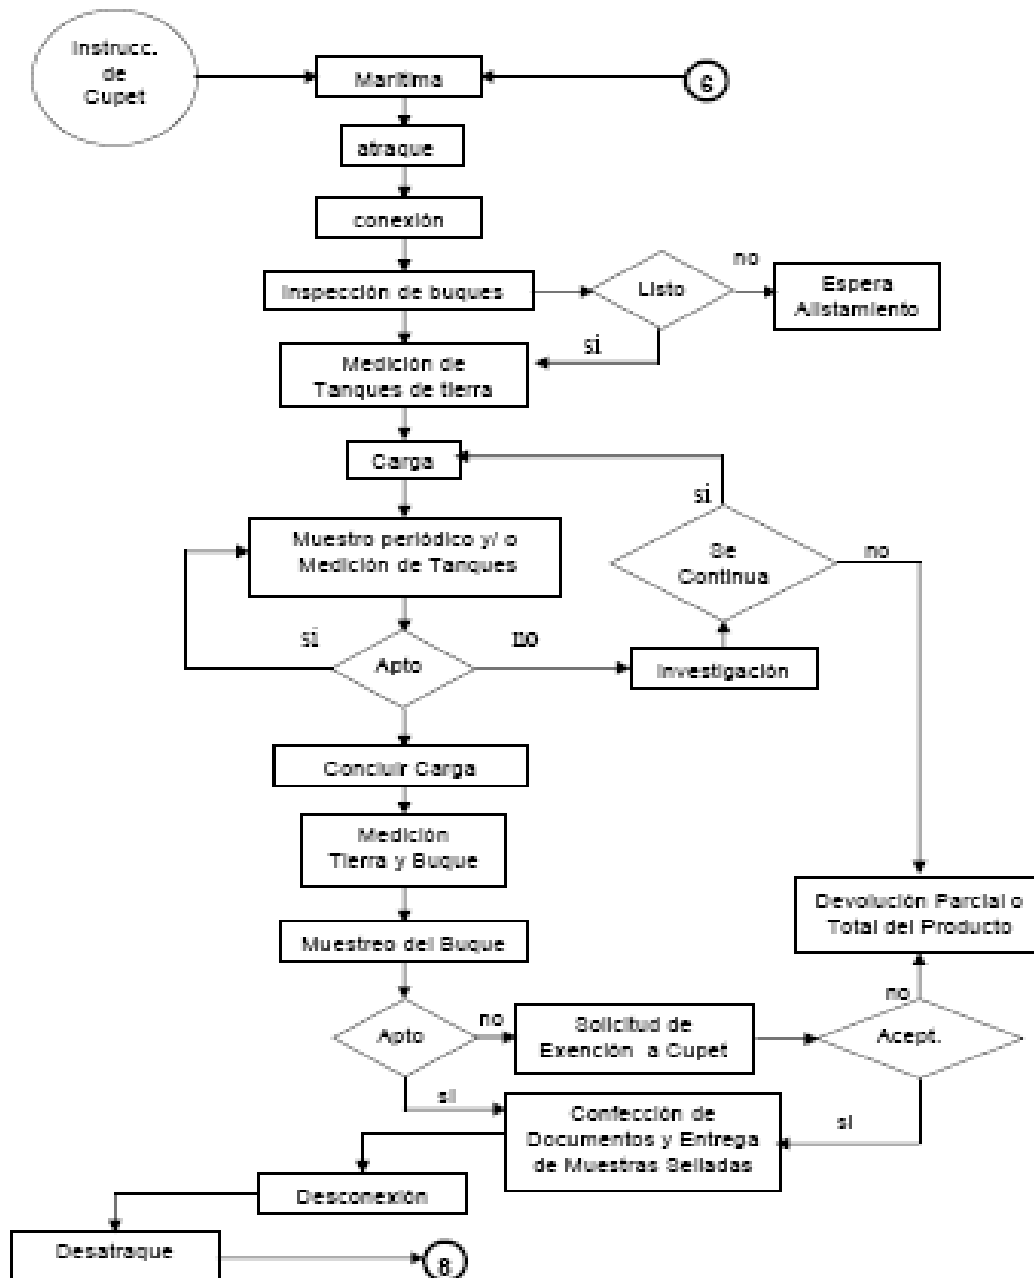 Instrucc.
de
Cupet
Marítima
6
atraque
conexión
Inspección de buques
Listo
no
Espera
Alistamiento
si
Medición de
Tanques de tierra
Carga
si
Muestro periódico y/ o
Medición de Tanques
Se
Continua
no
si
Apto
no
Investigación
Concluir Carga
Medición
Tierra y Buque
Devolución Parcial o
Total del Producto
Muestreo del Buque
no
Apto
no
Solicitud de
Exención a Cupet
Acept.
si
Confección de
Documentos y Entrega
de Muestras Selladas
si
Desconexión
Desatraque
8